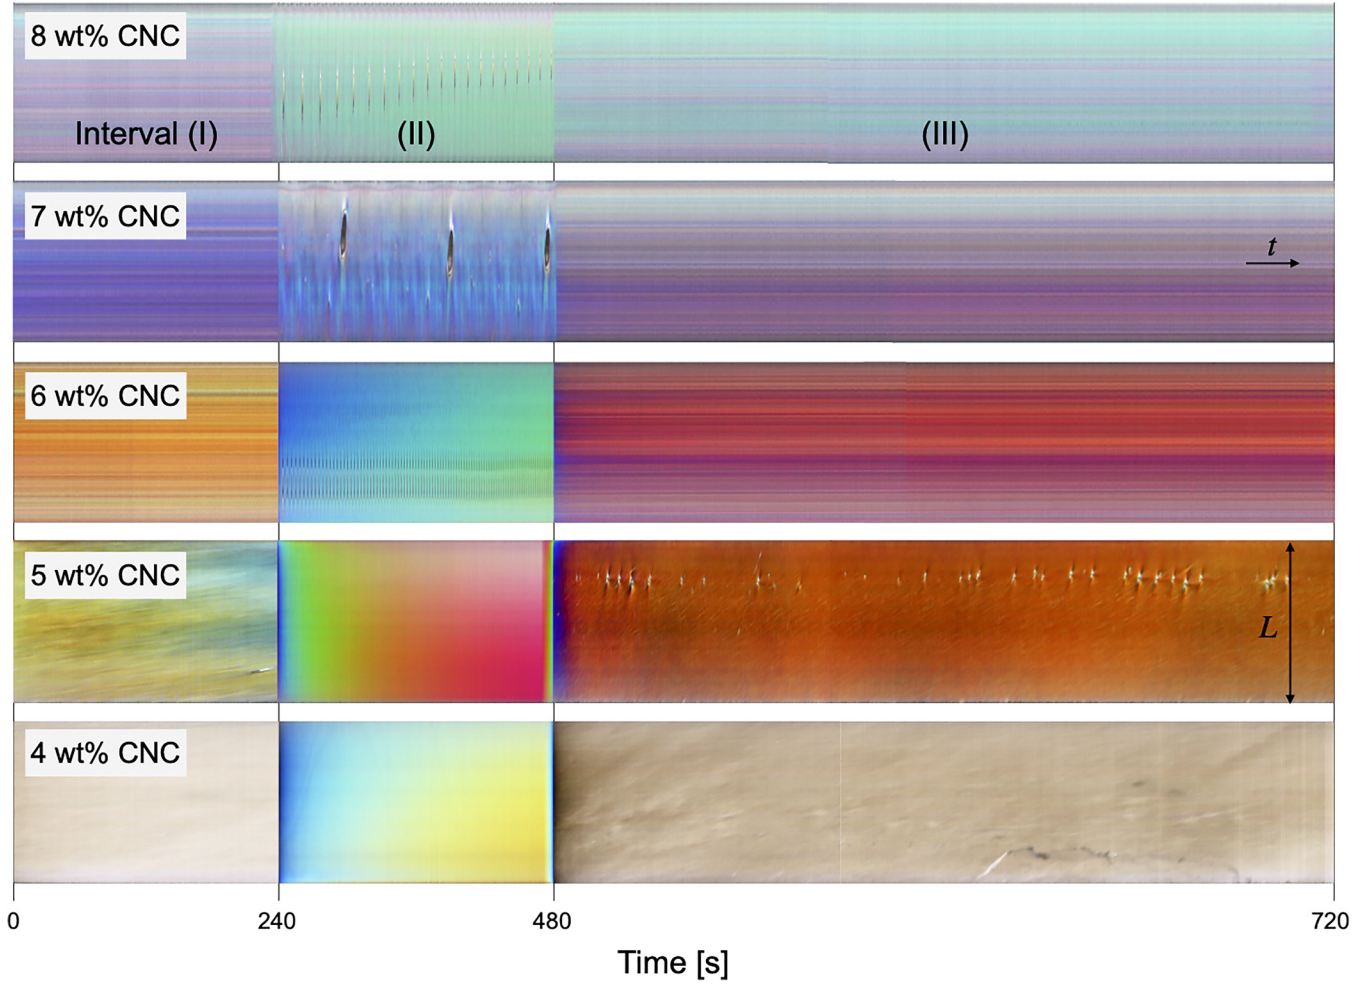 8 wt% CNC
Interval (I) (II) (III)
7 wt% CNC
t
6 wt% CNC
5 wt% CNC
L
4 wt% CNC
0 240 480 720
Time [s]